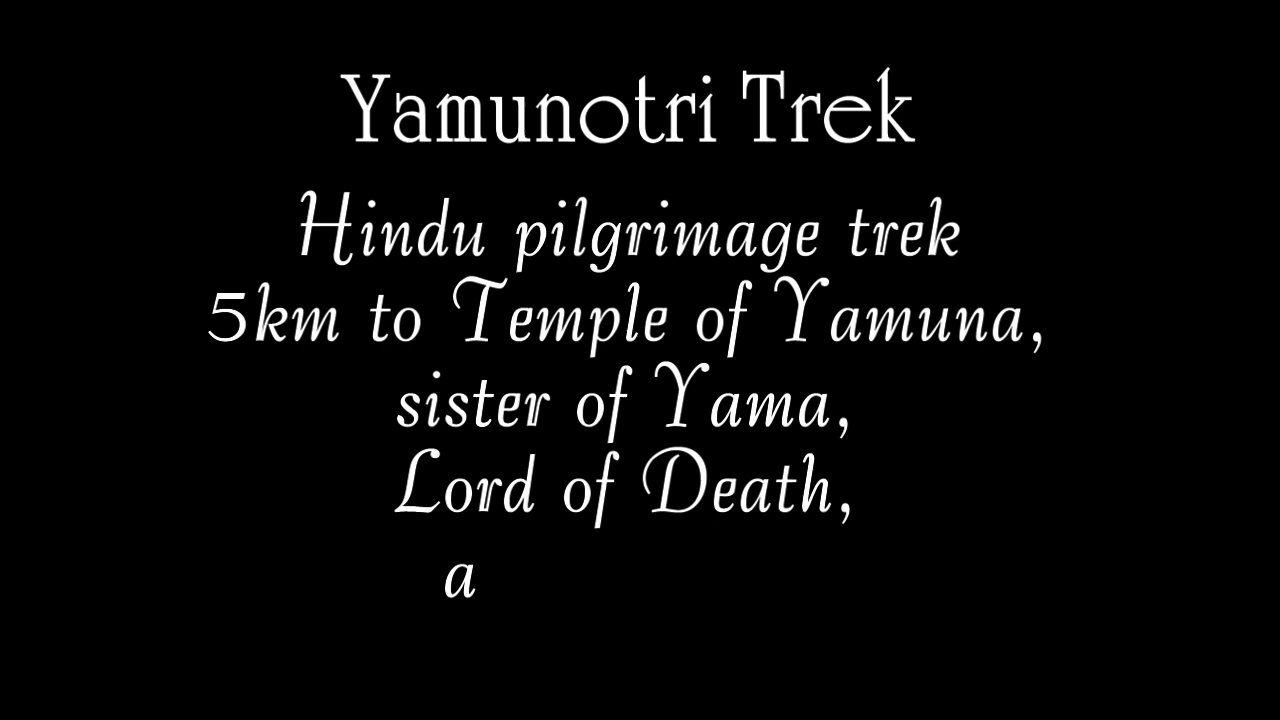 Yamunotri Trek
Hindu pilgrimage trek
5km to Temple of Yamuna,
sister of Yama,
Lord of Death,
a